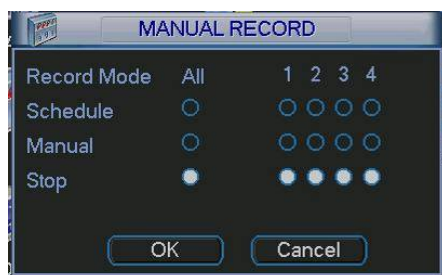 MANUAL RECORD
Record Mode All 1 2 3 4
Schedule
Manual
Stop
OK Cancel